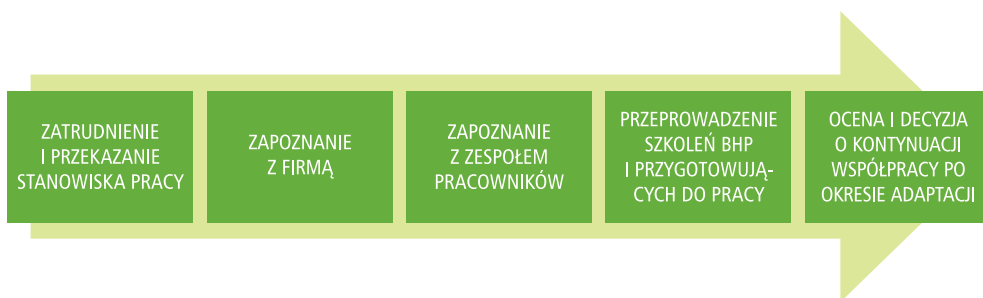 ZATRUDNIENIE
I PRZEKAZANIE
STANOWISKA PRACY
ZAPOZNANIE
Z FIRMĄ
ZAPOZNANIE
Z ZESPOŁEM
PRACOWNIKÓW
PRZEPROWADZENIE
SZKOLEŃ BHP
I PRZYGOTOWUJĄ-
CYCH DO PRACY
OCENA I DECYZJA
O KONTYNUACJI
WSPÓŁPRACY PO
OKRESIE ADAPTACJI